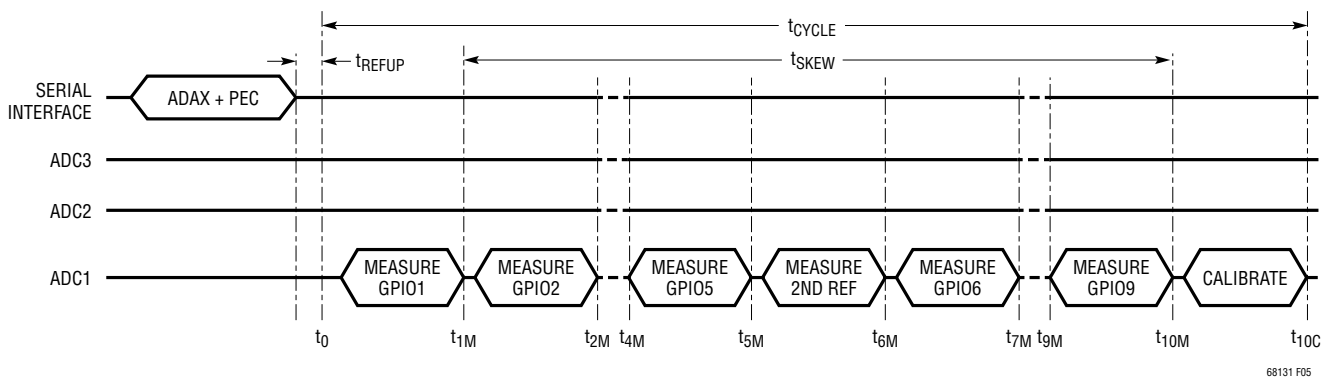 tCYCLE
tREFUP
tSKEW
SERIAL
INTERFACE
ADAX + PEC
ADC3
ADC2
ADC1
MEASURE
GPIO1
MEASURE
GPIO2
MEASURE
GPIO5
MEASURE
2ND REF
MEASURE
GPIO6
MEASURE
GPIO9
CALIBRATE
t0
t1M
t2M
t4M
t5M
t6M
t7M
t9M
t10M
t10C
68131 F05